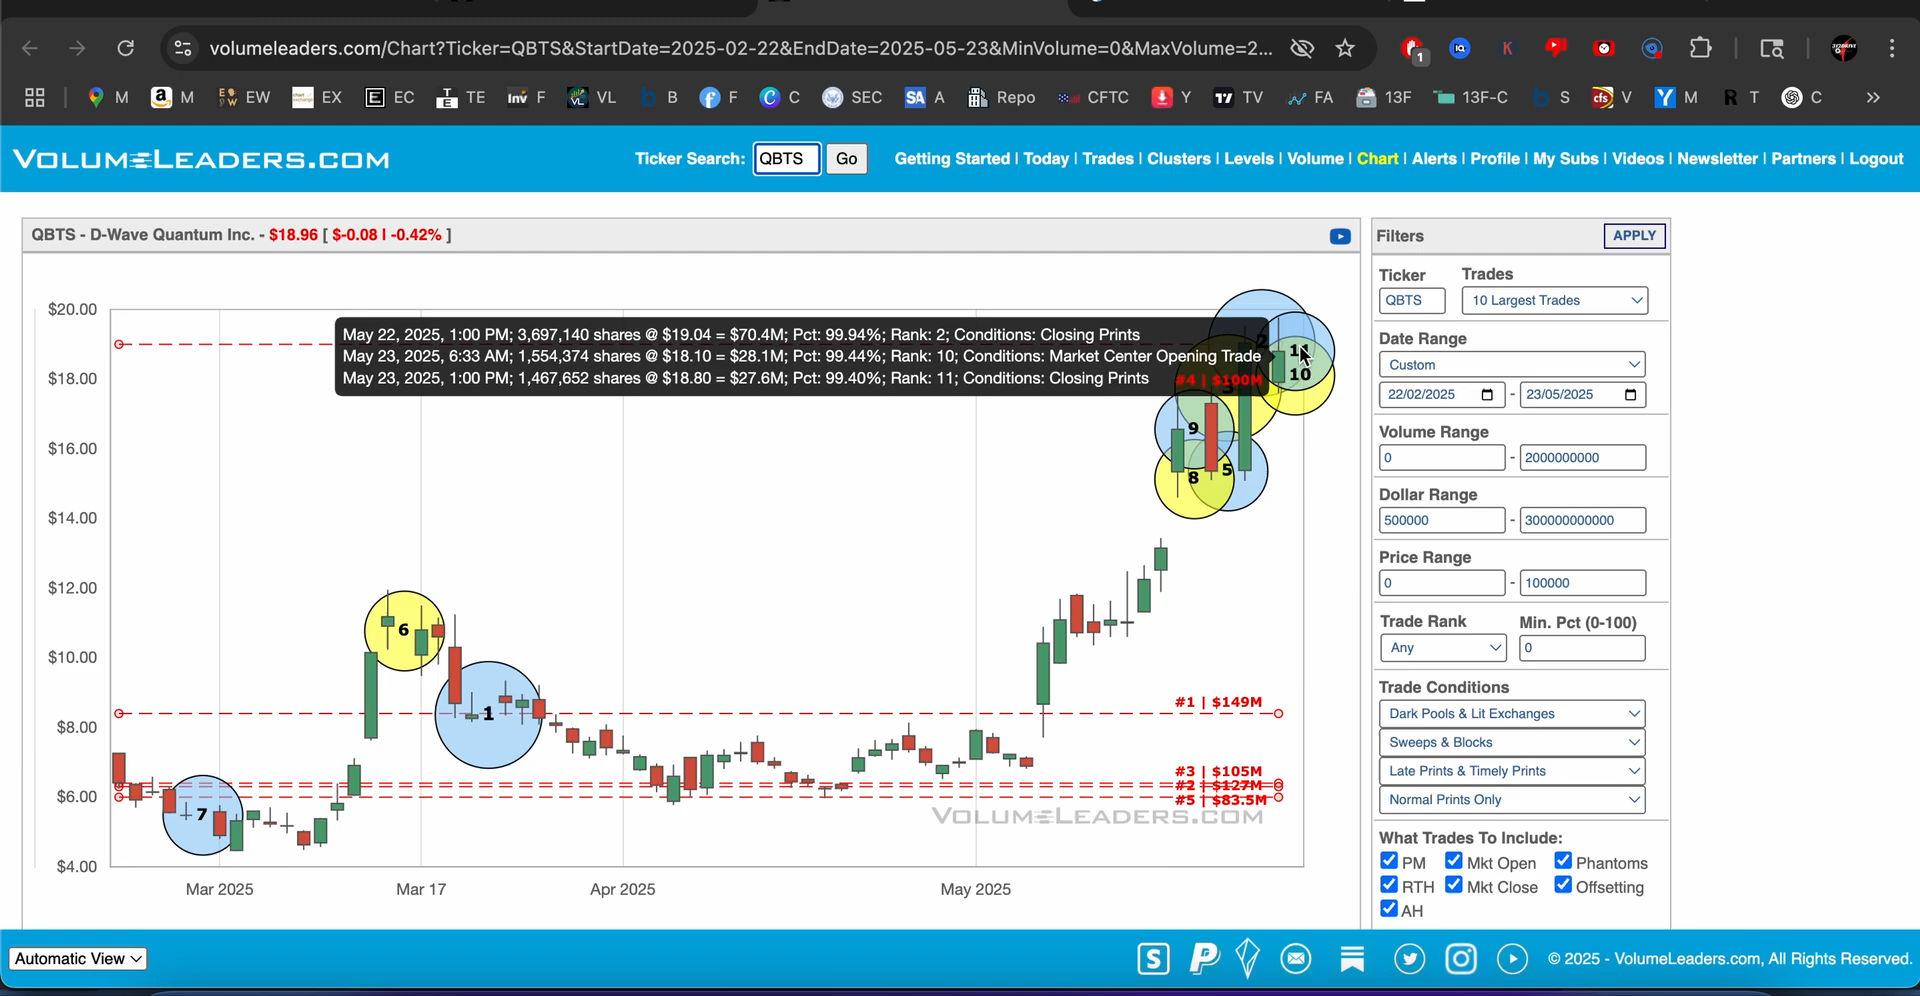 volumeleaders.com/Chart?Ticker=QBTS&StartDate=2025-02-22&EndDate=2025-05-23&MinVolume=0&MaxVolume=2...
1
M M EW EX EC TE F VL B F C SEC A Repo CFTC Y TV FA 13F 13F-C S V M T C
VOLUMELEADERS.COM
Ticker Search: QBTS Go
Getting Started | Today | Trades | Clusters | Levels | Volume | Chart | Alerts | Profile | My Subs | Videos | Newsletter | Partners | Logout
QBTS - D-Wave Quantum Inc. - $18.96 [ $-0.08 | -0.42% ]
$20.00
$18.00
$16.00
$14.00
$12.00
$10.00
$8.00
$6.00
$4.00
May 22, 2025, 1:00 PM; 3,697,140 shares @ $19.04 = $70.4M; Pct: 99.94%; Rank: 2; Conditions: Closing Prints
May 23, 2025, 6:33 AM; 1,554,374 shares @ $18.10 = $28.1M; Pct: 99.44%; Rank: 10; Conditions: Market Center Opening Trade
May 23, 2025, 1:00 PM; 1,467,652 shares @ $18.80 = $27.6M; Pct: 99.40%; Rank: 11; Conditions: Closing Prints
#4 | $100M
10
9
5
8
6
1
7
#1 | $149M
#3 | $105M
#2 | $127M
#5 | $83.5M
VOLUMELEADERS.COM
Mar 2025 Mar 17 Apr 2025 May 2025
Filters APPLY
Ticker Trades
QBTS 10 Largest Trades
Date Range
Custom
22/02/2025 - 23/05/2025
Volume Range
0 - 2000000000
Dollar Range
500000 - 300000000000
Price Range
0 - 100000
Trade Rank Min. Pct (0-100)
Any 0
Trade Conditions
Dark Pools & Lit Exchanges
Sweeps & Blocks
Late Prints & Timely Prints
Normal Prints Only
What Trades To Include:
PM Mkt Open Phantoms
RTH Mkt Close Offsetting
AH
Automatic View
© 2025 - VolumeLeaders.com, All Rights Reserved.